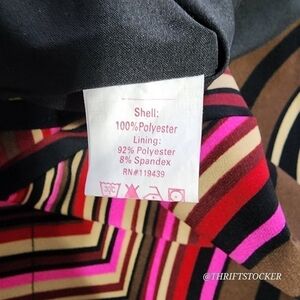 Shell:
100%Polyester
Lining:
92% Polyester
8% Spandex
RN#119439
@THRIFTSTOCKER